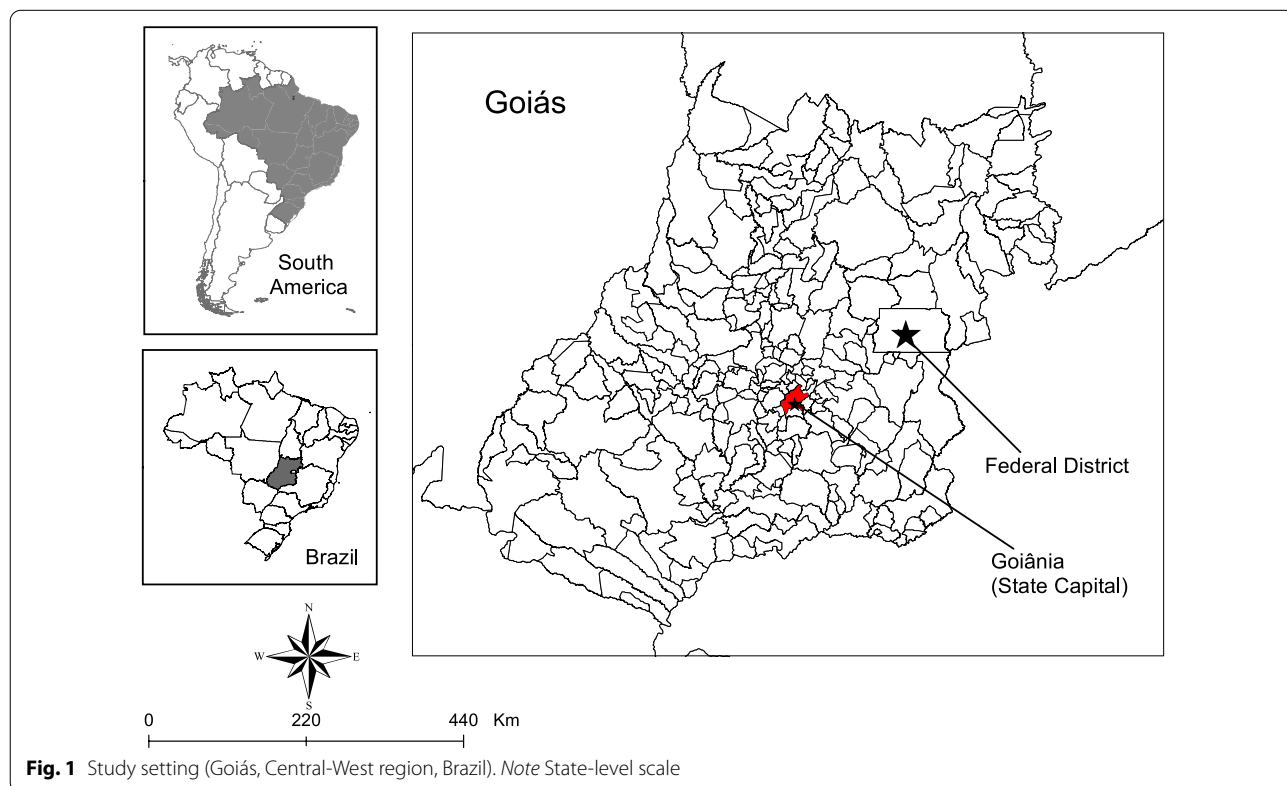 South
America
Brazil
Goiás
Federal District
Goiânia
(State Capital)
N
W E
S
0 220 440 Km
Fig. 1 Study setting (Goiás, Central-West region, Brazil). Note State-level scale